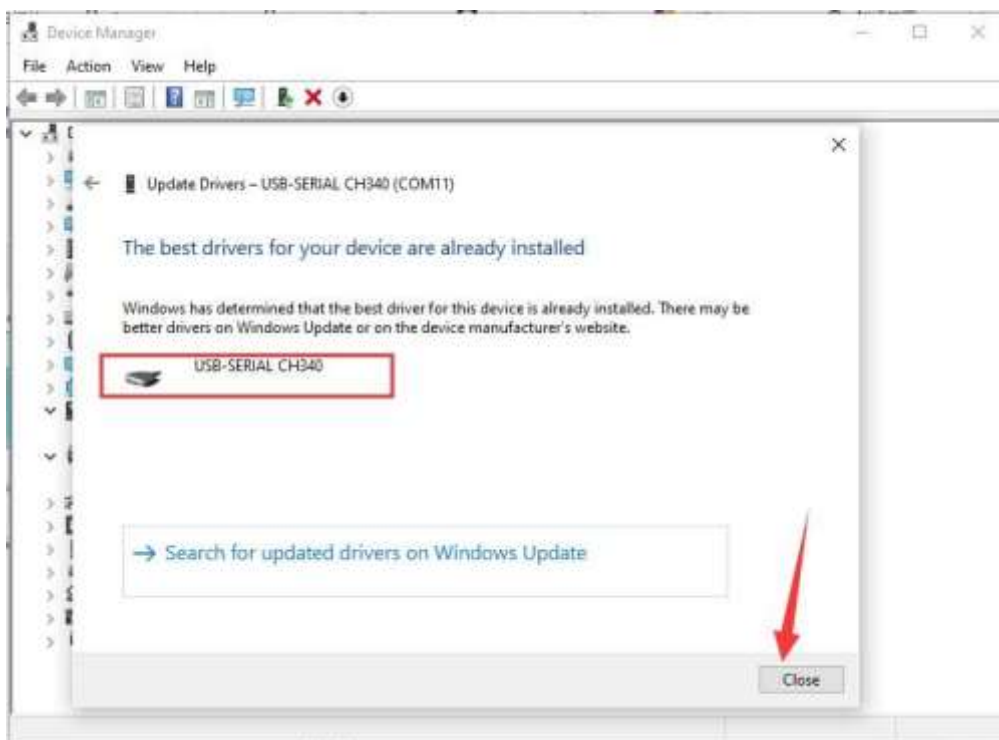 Device Manager
File Action View Help
Update Drivers – USB-SERIAL CH340 (COM11)
The best drivers for your device are already installed
Windows has determined that the best driver for this device is already installed. There may be
better drivers on Windows Update or on the device manufacturer's website.
USB-SERIAL CH340
Search for updated drivers on Windows Update
Close